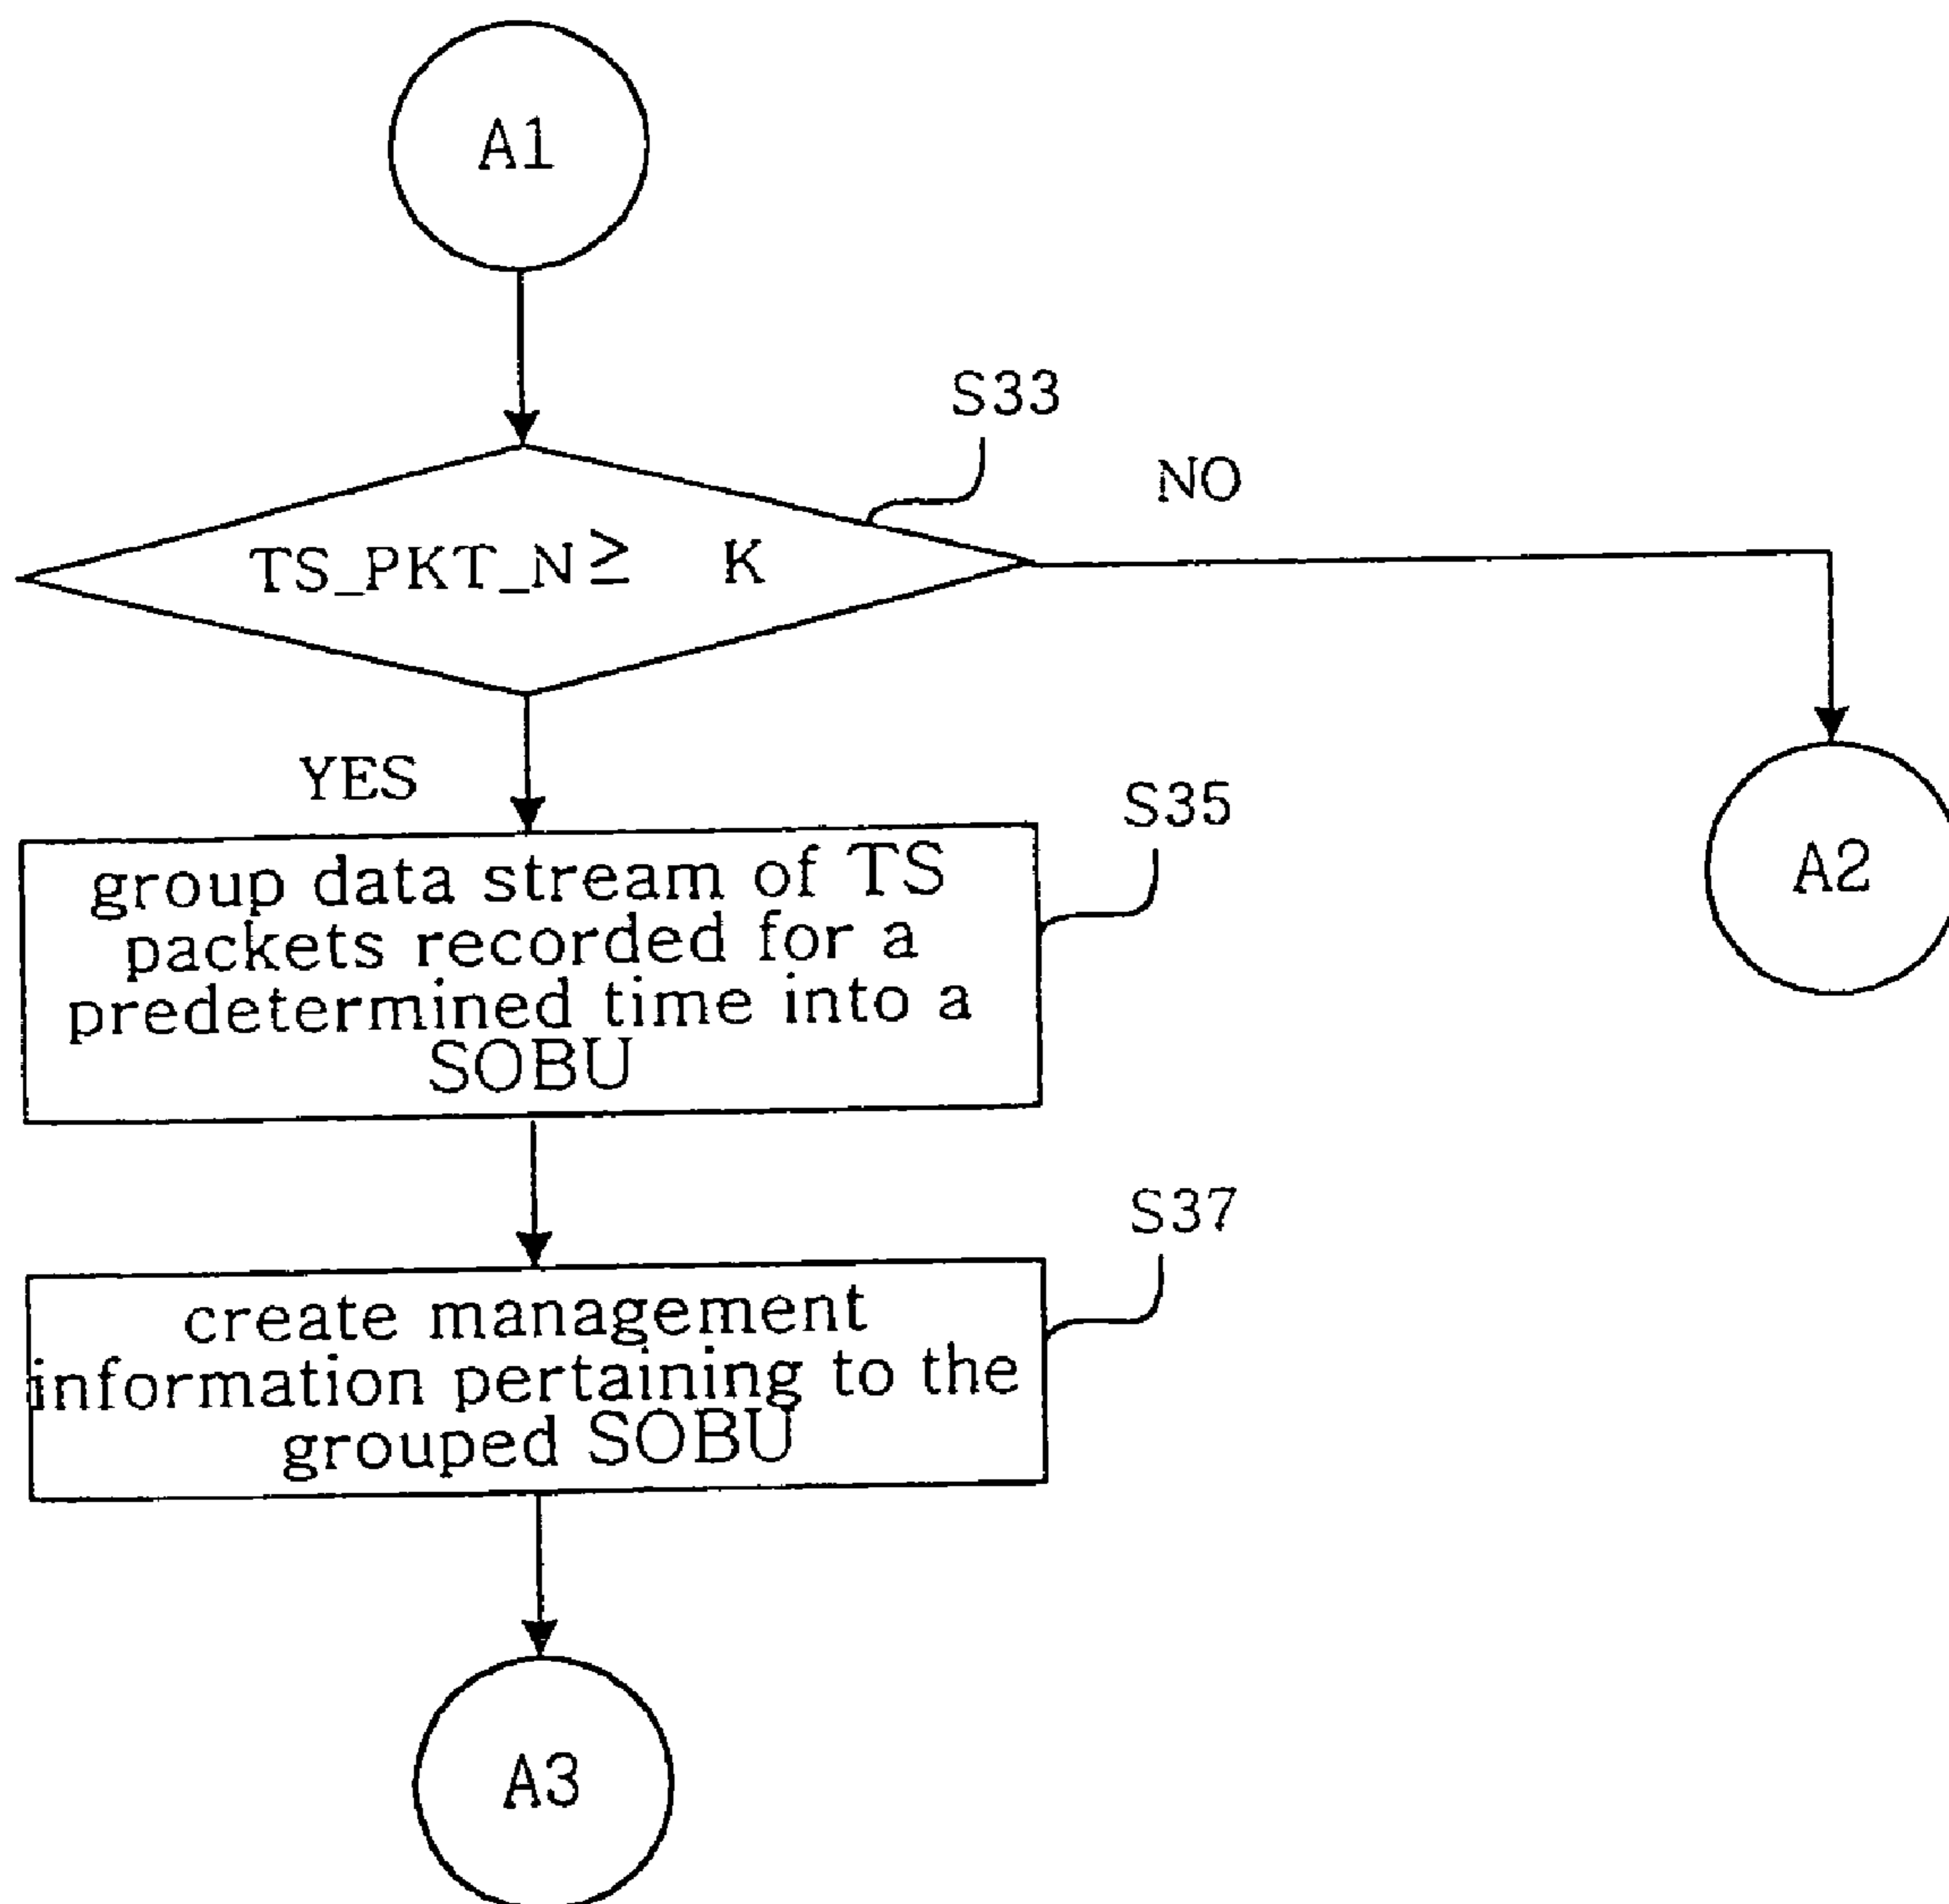 A1
S33
NO
TS_PKT_N≥ K
YES
S35
group data stream of TS
packets recorded for a
predetermined time into a
SOBU
A2
S37
create management
information pertaining to the
grouped SOBU
A3